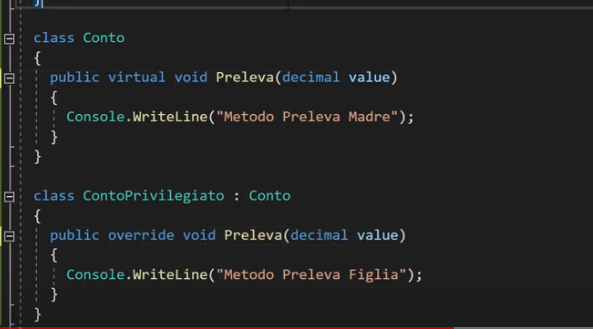 }
class Conto
{
public virtual void Preleva(decimal value)
{
Console.WriteLine("Metodo Preleva Madre");
}
}
class ContoPrivilegiato : Conto
{
public override void Preleva(decimal value)
{
Console.WriteLine("Metodo Preleva Figlia");
}
}